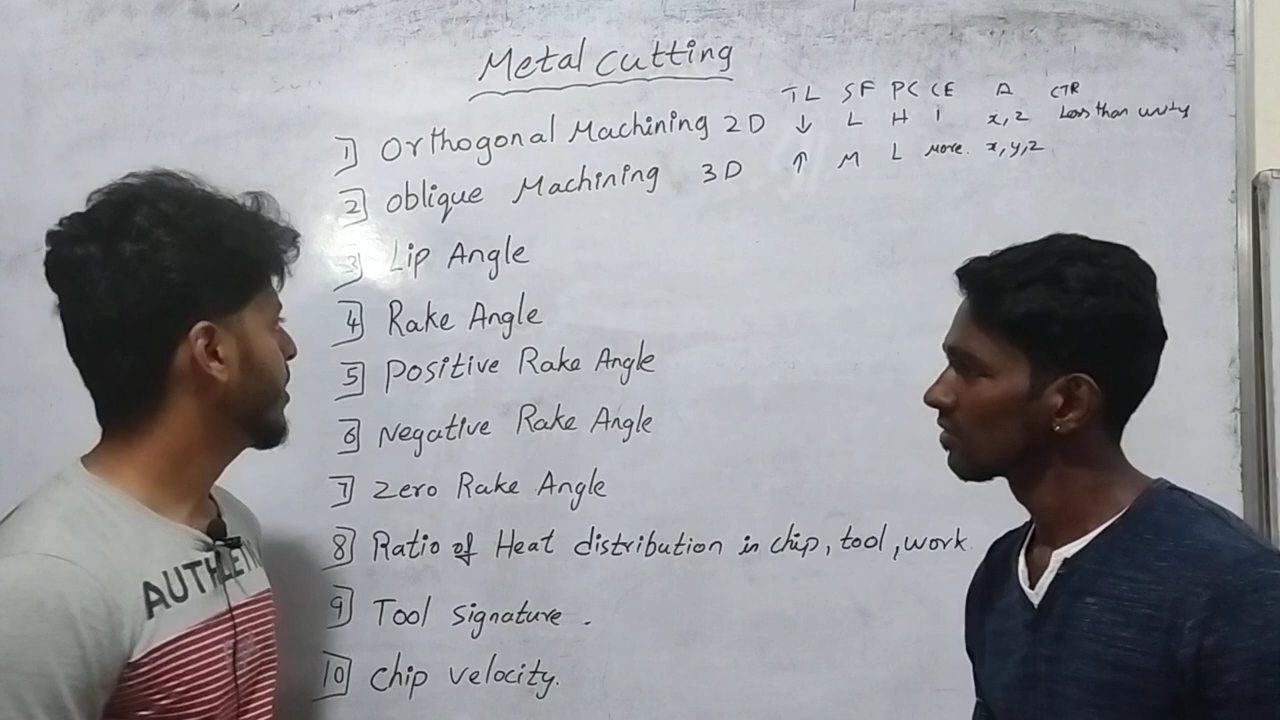 Metal Cutting
TL SF PC CE A CTR
1] Orthogonal Machining 2D ↓ L H 1 x,z Less than unity
2] Oblique Machining 3D ↑ M L More. x,y,z
3] Lip Angle
4] Rake Angle
5] Positive Rake Angle
6] Negative Rake Angle
7] Zero Rake Angle
8] Ratio of Heat distribution in chip, tool, work.
9] Tool Signature.
10] Chip velocity.
AUTHLETI